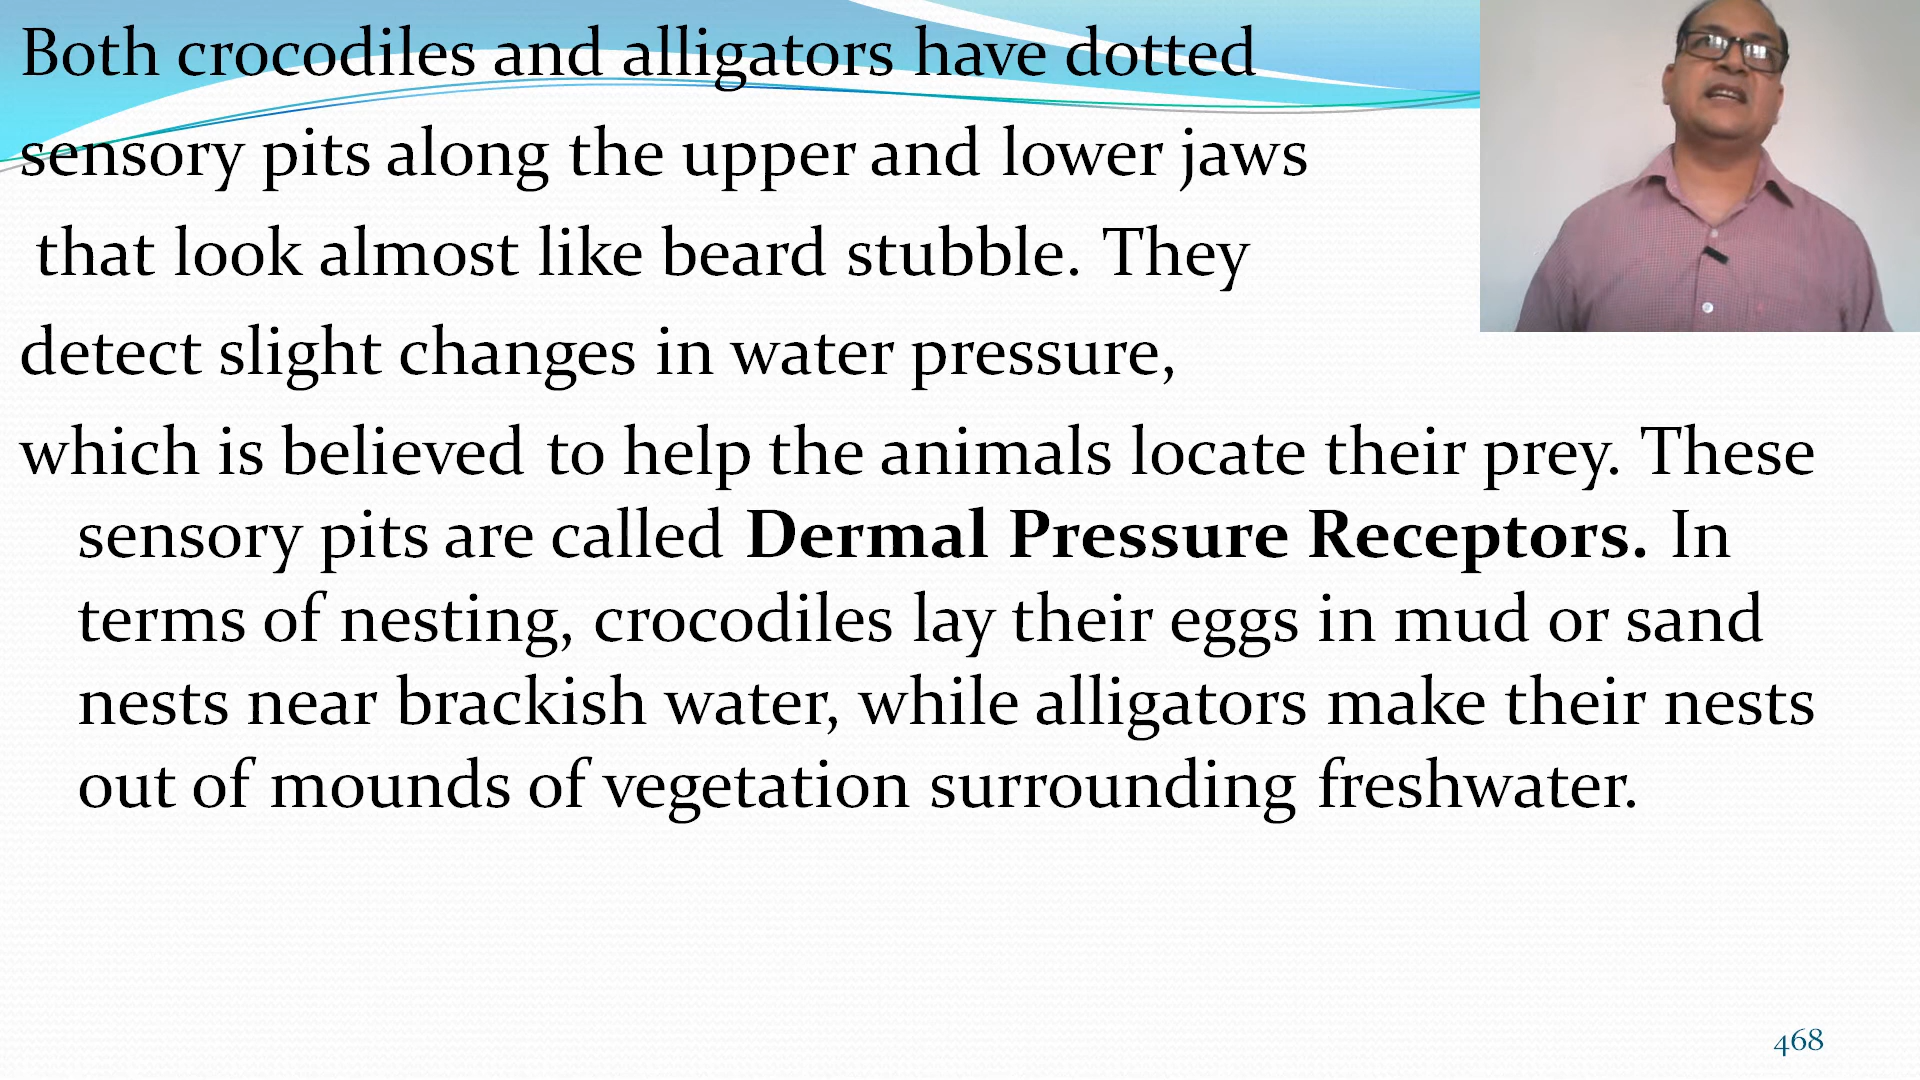 Both crocodiles and alligators have dotted
sensory pits along the upper and lower jaws
that look almost like beard stubble. They
detect slight changes in water pressure,
which is believed to help the animals locate their prey. These
sensory pits are called Dermal Pressure Receptors. In
terms of nesting, crocodiles lay their eggs in mud or sand
nests near brackish water, while alligators make their nests
out of mounds of vegetation surrounding freshwater.
468